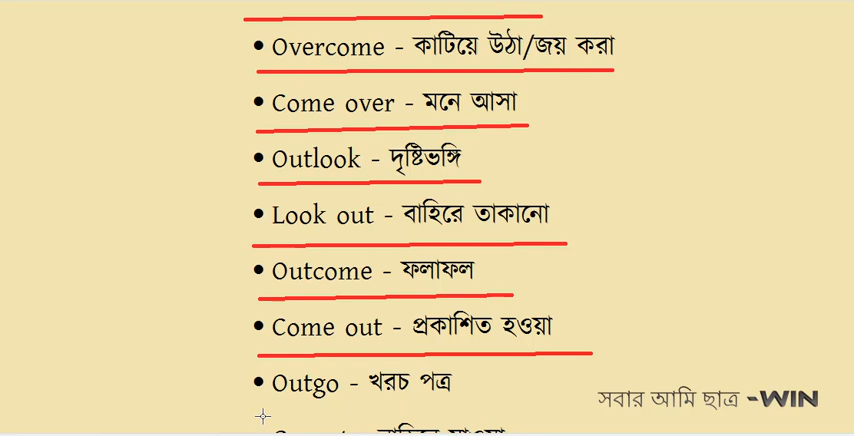 • Overcome - কাটিয়ে উঠা/জয় করা
• Come over - মনে আসা
• Outlook - দৃষ্টিভঙ্গি
• Look out - বাহিরে তাকানো
• Outcome - ফলাফল
• Come out - প্রকাশিত হওয়া
• Outgo - খরচ পত্র
সবার আমি ছাত্র -WIN